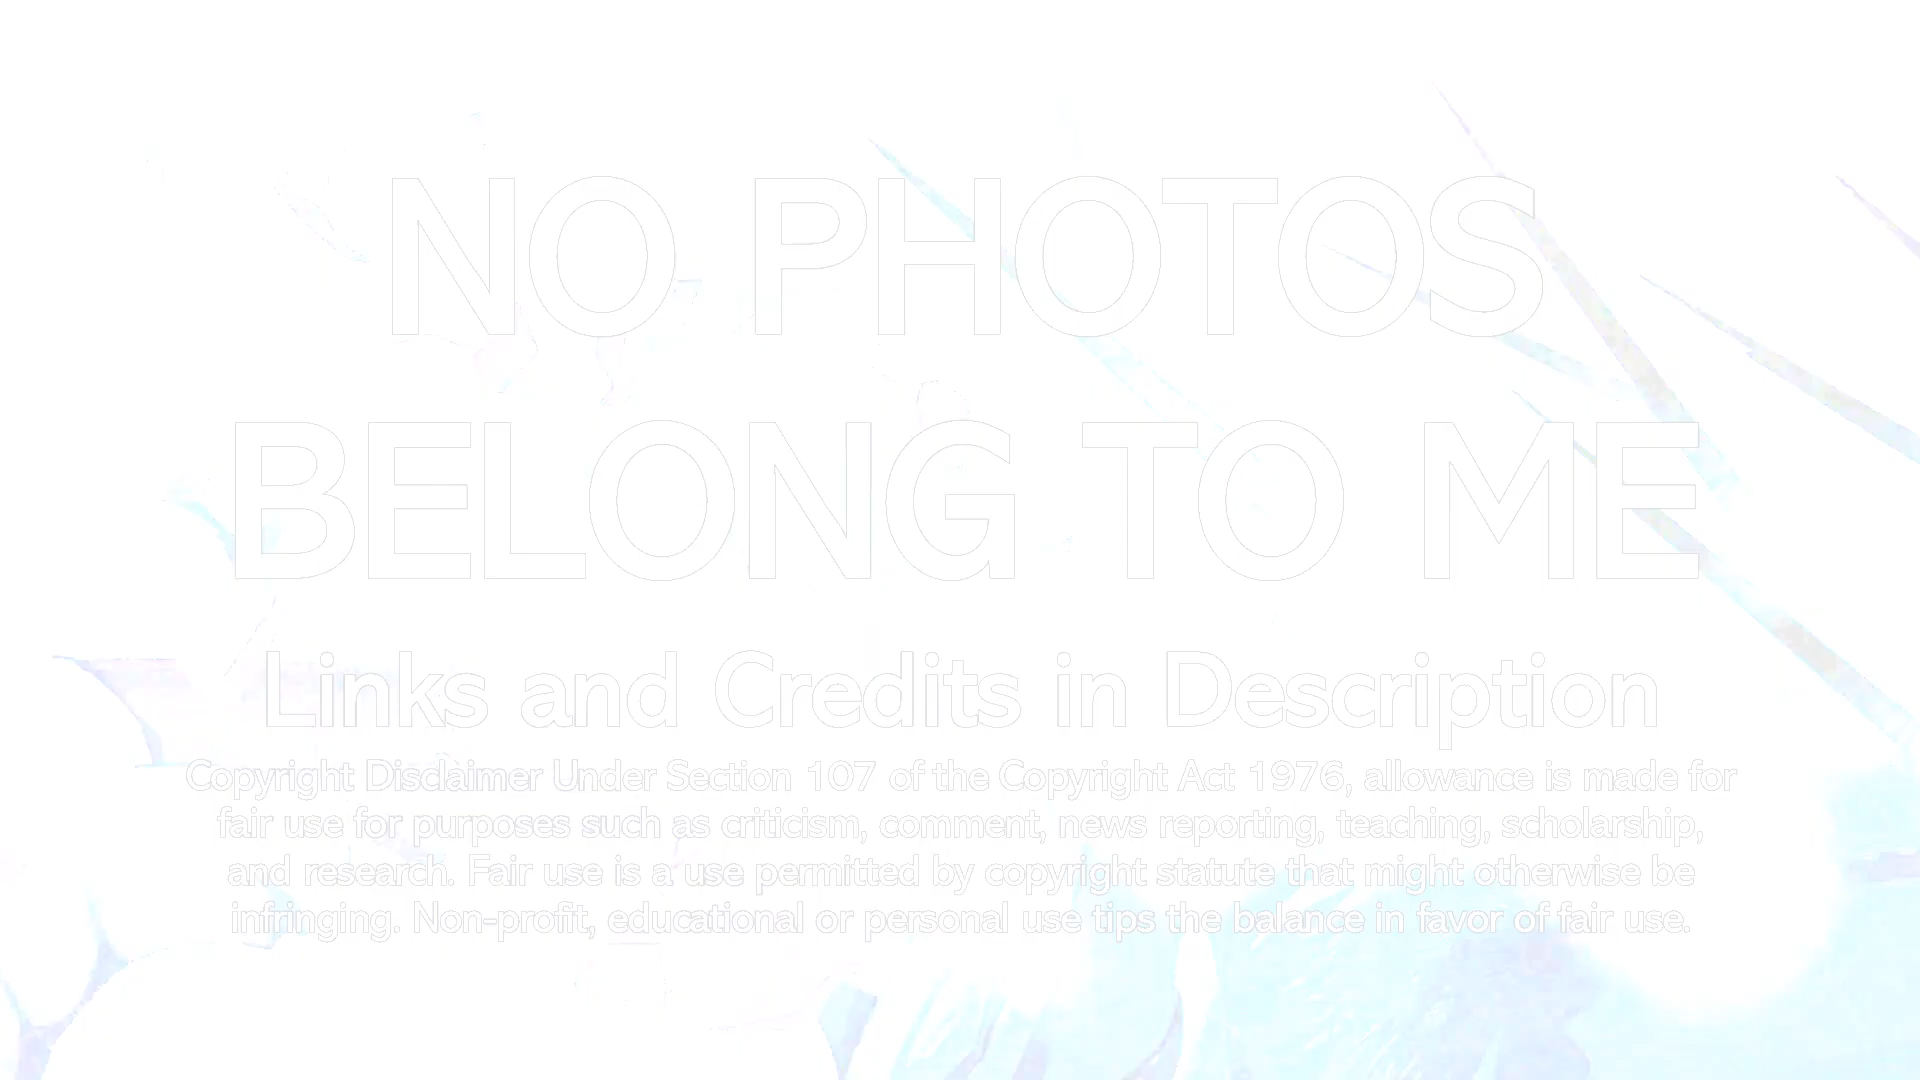 NO PHOTOS
BELONG TO ME
Links and Credits in Description
Copyright Disclaimer Under Section 107 of the Copyright Act 1976, allowance is made for
fair use for purposes such as criticism, comment, news reporting, teaching, scholarship,
and research. Fair use is a use permitted by copyright statute that might otherwise be
infringing. Non-profit, educational or personal use tips the balance in favor of fair use.